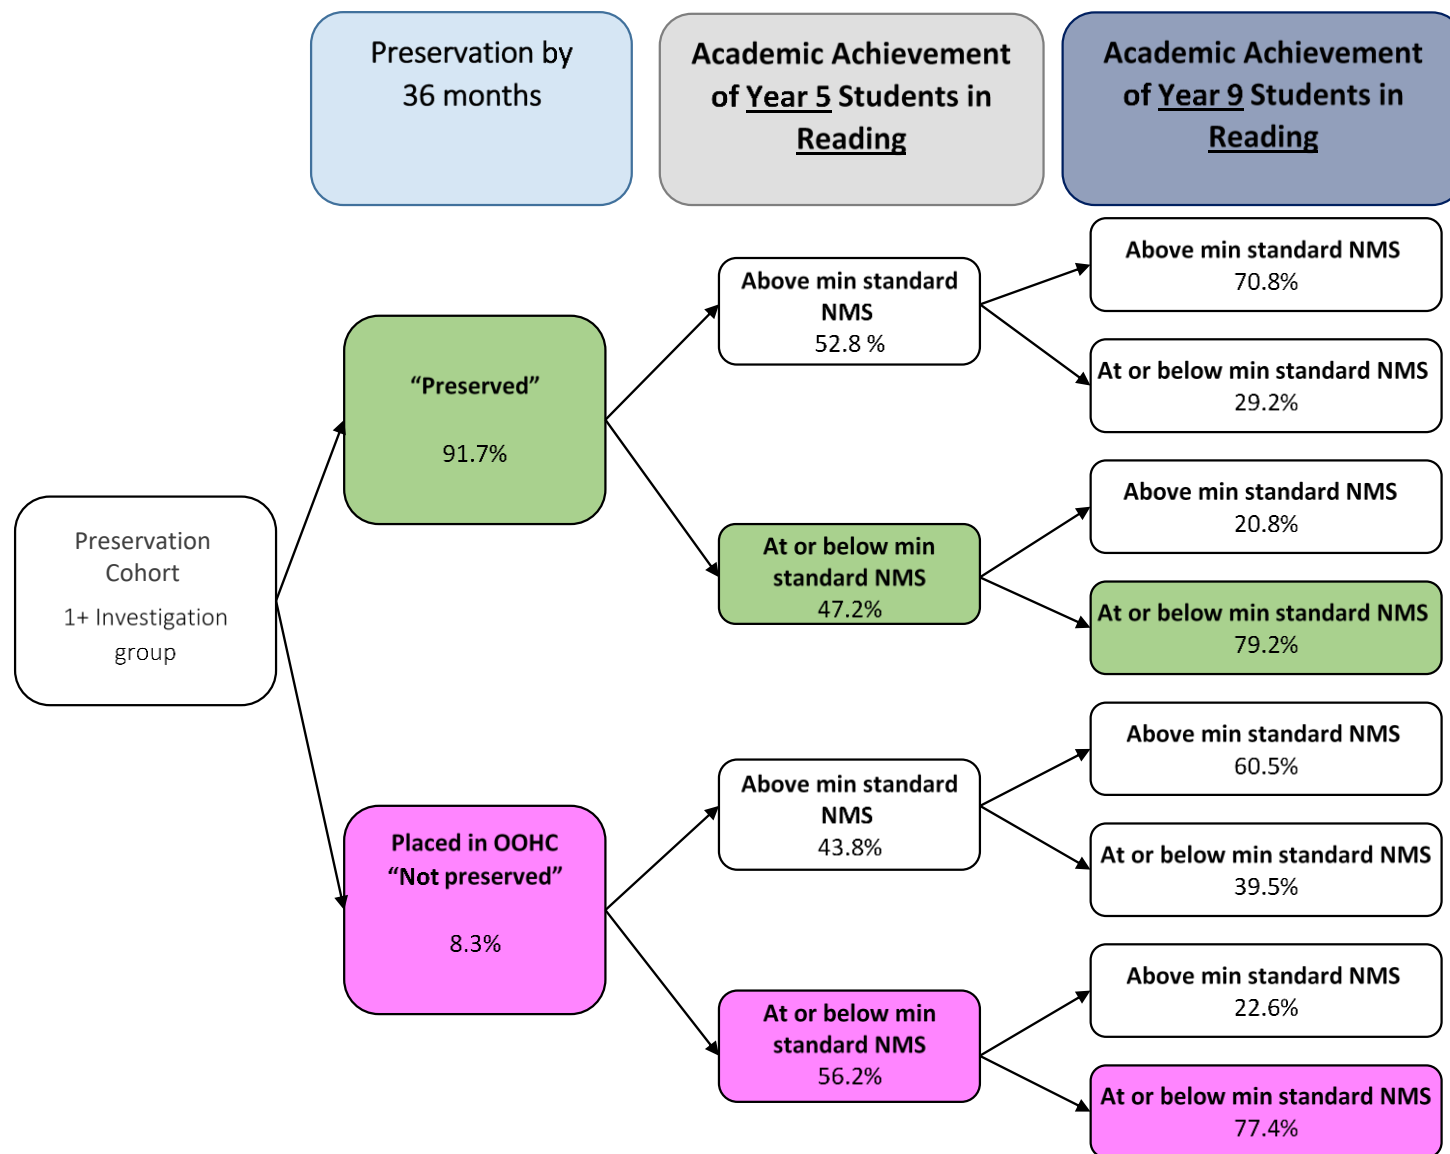 Preservation by
36 months
Academic Achievement
of Year 5 Students in
Reading
Academic Achievement
of Year 9 Students in
Reading
Preservation
Cohort
1+ Investigation
group
“Preserved”
91.7%
Placed in OOHC
“Not preserved”
8.3%
Above min standard
NMS
52.8 %
At or below min
standard NMS
47.2%
Above min standard
NMS
43.8%
At or below min
standard NMS
56.2%
Above min standard NMS
70.8%
At or below min standard NMS
29.2%
Above min standard NMS
20.8%
At or below min standard NMS
79.2%
Above min standard NMS
60.5%
At or below min standard NMS
39.5%
Above min standard NMS
22.6%
At or below min standard NMS
77.4%